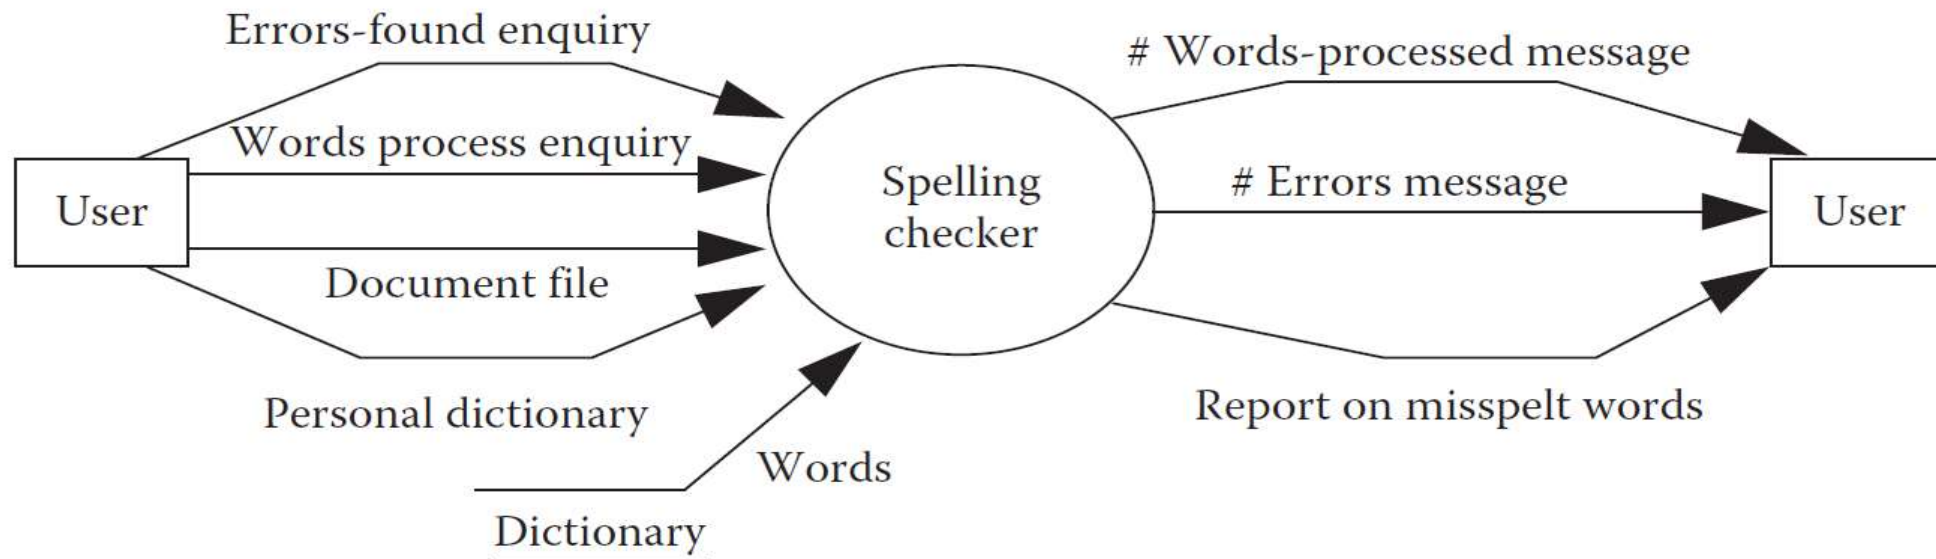 Errors-found enquiry
# Words-processed message
Words process enquiry
Spelling
checker
# Errors message
User
User
Document file
Personal dictionary
Report on misspelt words
Words
Dictionary